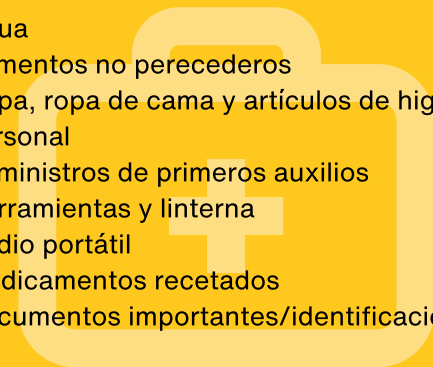 ua
mentos no perecederos
pa, ropa de cama y artículos de hig
rsonal
ministros de primeros auxilios
rramientas y linterna
dio portátil
dicamentos recetados
cumentos importantes/identificació